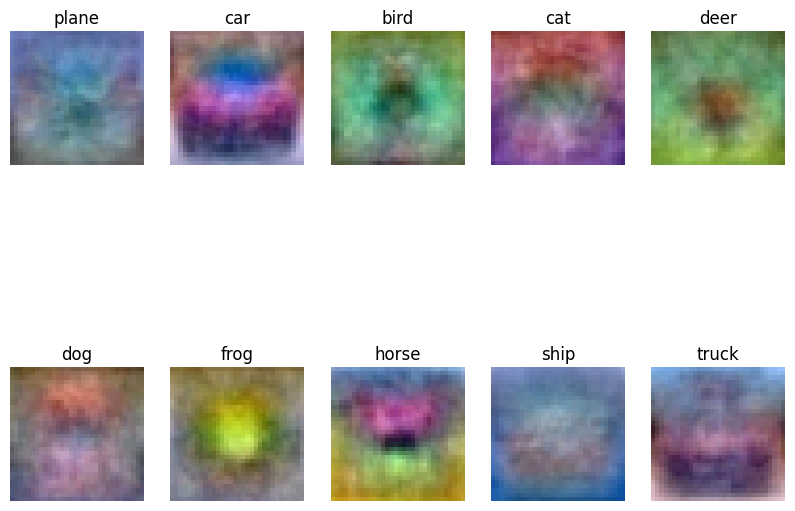 plane car bird cat deer
dog frog horse ship truck